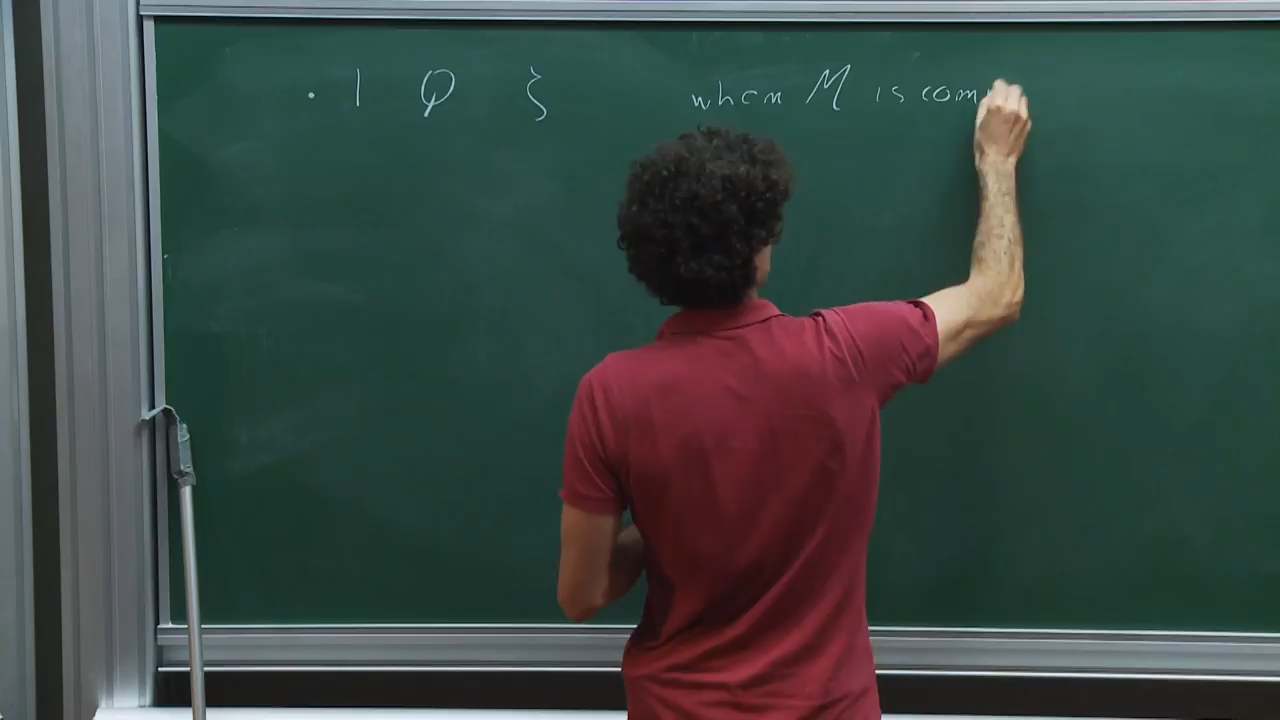 · 1 Q ζ when M is com